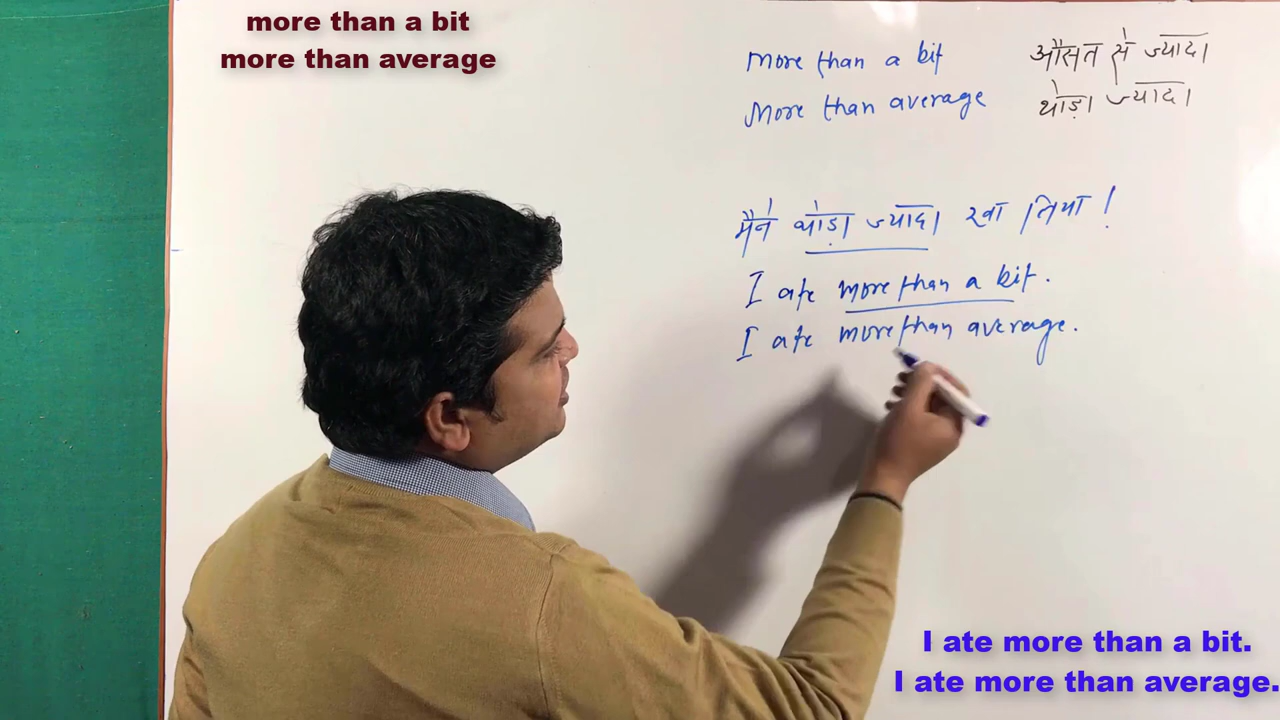 more than a bit
more than average
More than a bit औसत से ज्यादा
More than average थोड़ा ज्यादा
मैंने थोड़ा ज्यादा खा लिया !
I ate more than a bit.
I ate more than average.
I ate more than a bit.
I ate more than average.